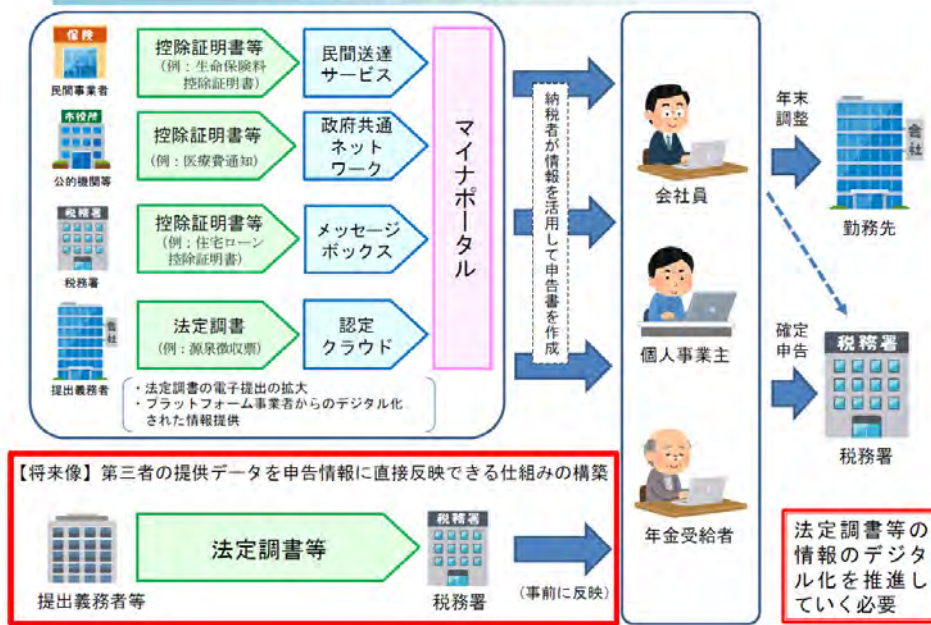 保険
民間事業者
控除証明書等
(例：生命保険料
控除証明書)
民間送達
サービス
市役所
公的機関等
控除証明書等
(例：医療費通知)
政府共通
ネット
ワーク
税務署
税務署
控除証明書等
(例：住宅ローン
控除証明書)
メッセージ
ボックス
会社
提出義務者
法定調書
(例：源泉徴収票)
認定
クラウド
・法定調書の電子提出の拡大
・プラットフォーム事業者からのデジタル化
された情報提供
マイナポータル
納税者が情報を活用して申告書を作成
会社員
個人事業主
年金受給者
年末
調整
会社
勤務先
確定
申告
税務署
税務署
【将来像】第三者の提供データを申告情報に直接反映できる仕組みの構築
提出義務者等
法定調書等
税務署
税務署
(事前に反映)
法定調書等の
情報のデジタ
ル化を推進し
ていく必要